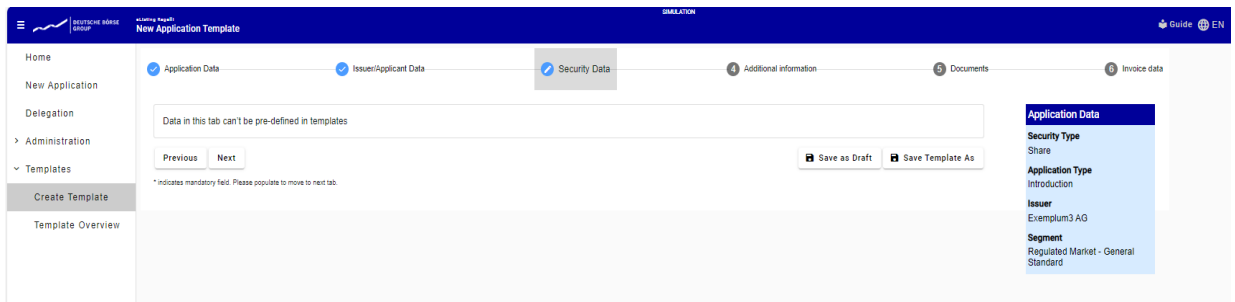 SIMULATION
DEUTSCHE BÖRSE
GROUP
eListing RegulR
New Application Template
Guide EN
Home
New Application
Delegation
Administration
Templates
Create Template
Template Overview
Application Data
Issuer/Applicant Data
Security Data
4 Additional information
5 Documents
6 Invoice data
Data in this tab can't be pre-defined in templates
Previous Next
Save as Draft Save Template As
* indicates mandatory field. Please populate to move to next tab.
Application Data
Security Type
Share
Application Type
Introduction
Issuer
Exemplum3 AG
Segment
Regulated Market - General
Standard